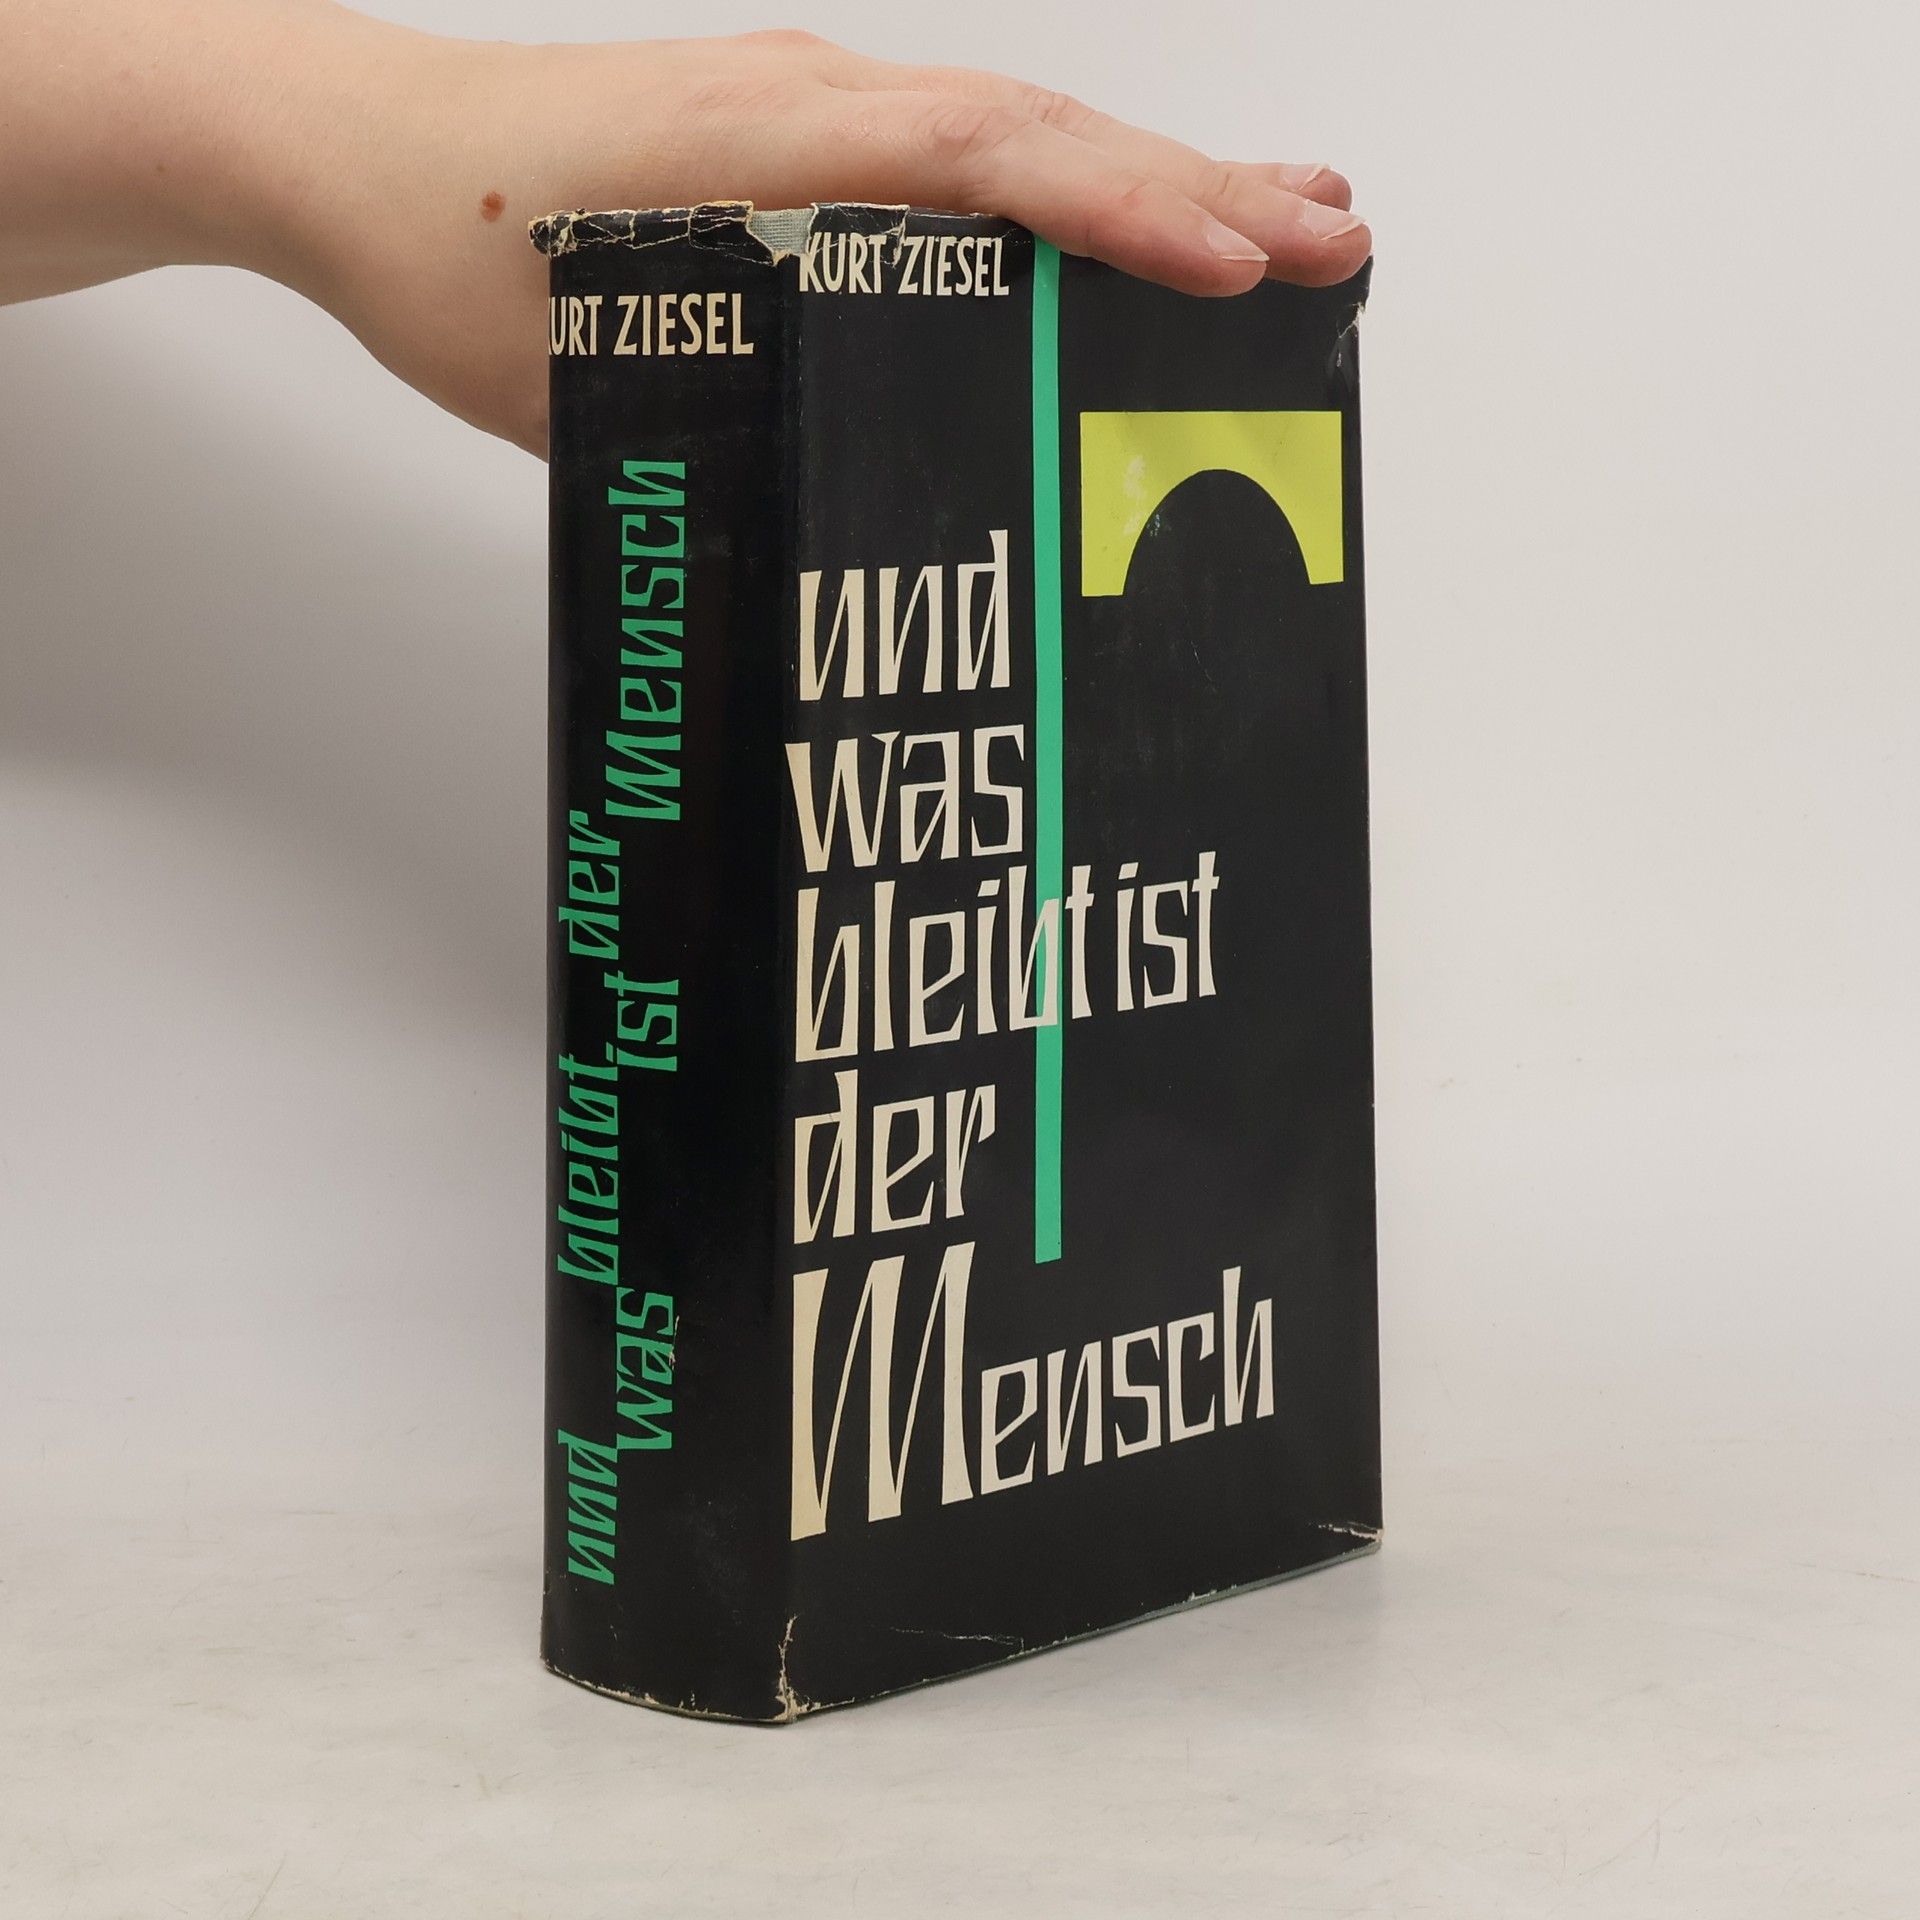 KURT ZIESEL
und was bleibt ist der Mensch
KURT ZIESEL
und
was
bleibt ist
der
Mensch